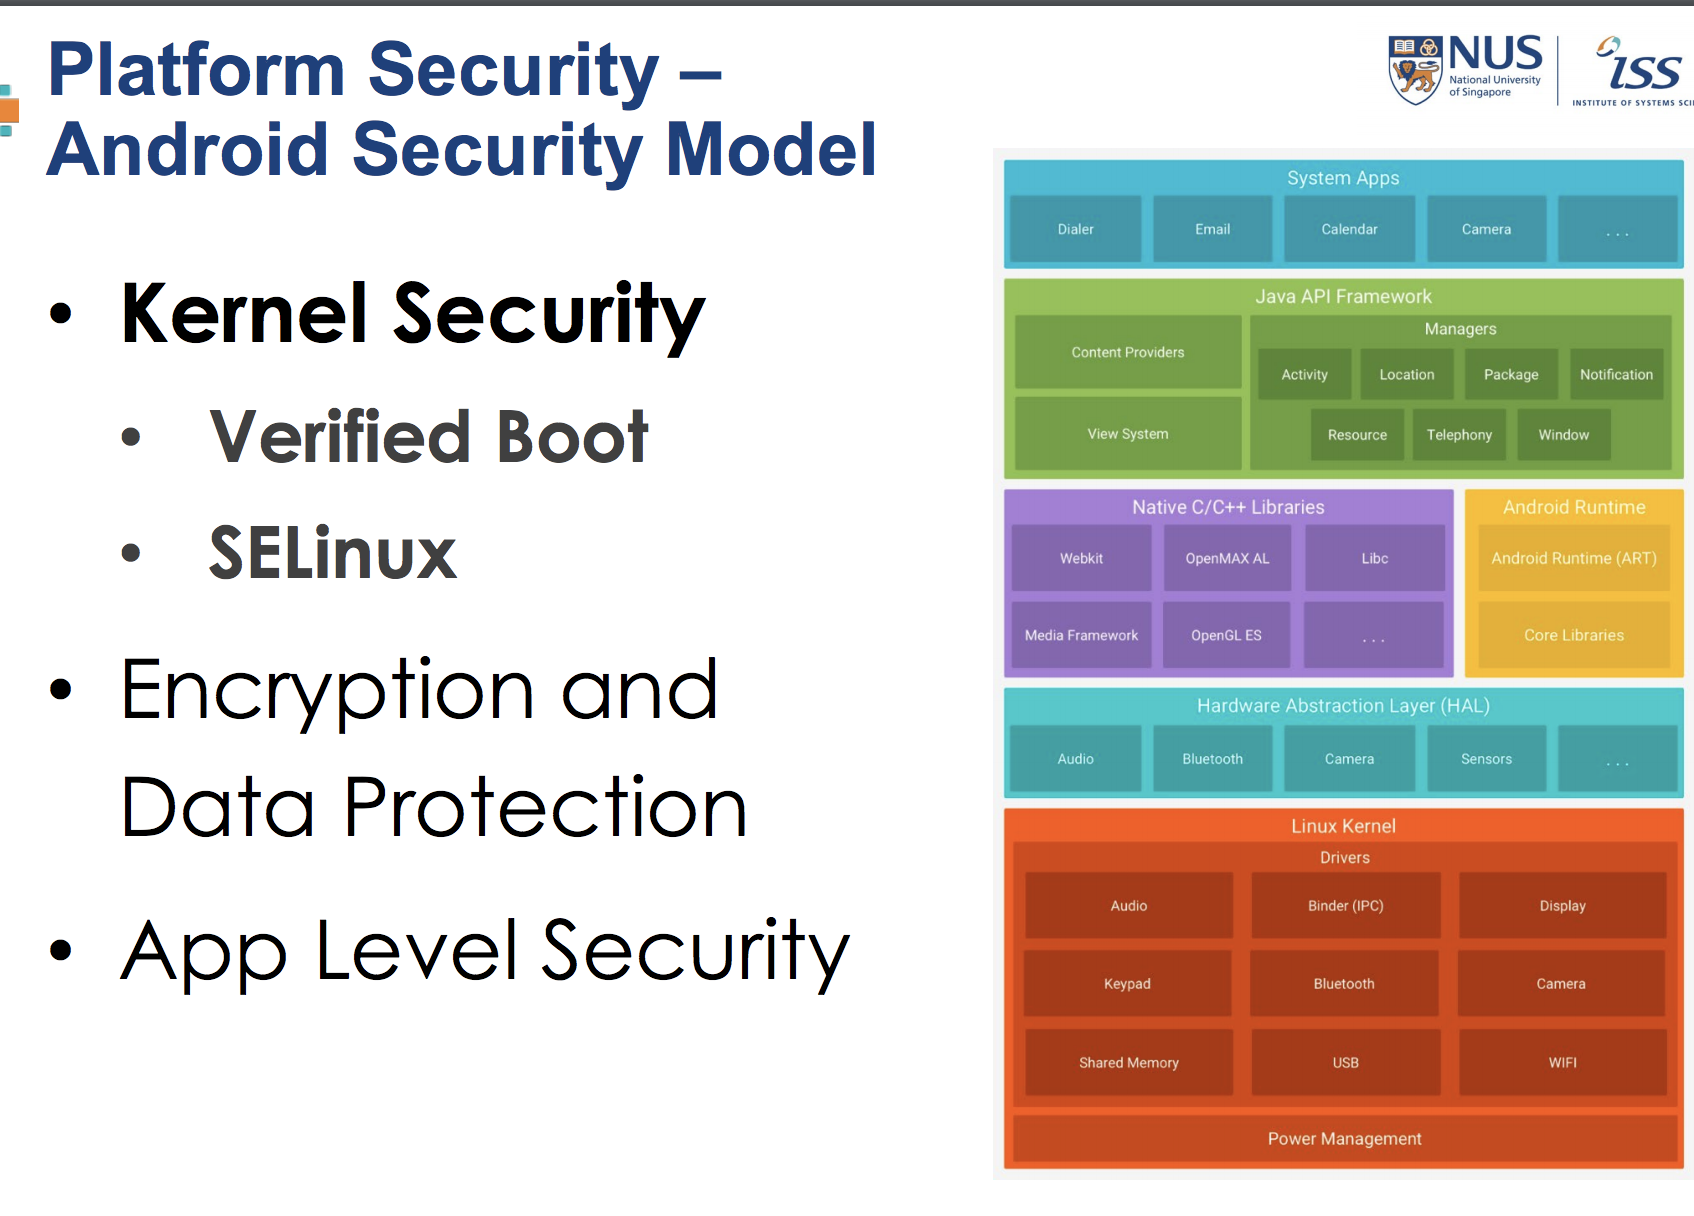 Platform Security –
Android Security Model
NUS
National University
of Singapore
iss
INSTITUTE OF SYSTEMS
• Kernel Security
• Verified Boot
• SELinux
• Encryption and
Data Protection
• App Level Security
System Apps
Dialer
Email
Calendar
Camera
. . .
Java API Framework
Content Providers
View System
Managers
Activity
Location
Package
Notification
Resource
Telephony
Window
Native C/C++ Libraries
Webkit
OpenMAX AL
Libc
Media Framework
OpenGL ES
. . .
Android Runtime
Android Runtime (ART)
Core Libraries
Hardware Abstraction Layer (HAL)
Audio
Bluetooth
Camera
Sensors
. . .
Linux Kernel
Drivers
Audio
Binder (IPC)
Display
Keypad
Bluetooth
Camera
Shared Memory
USB
WIFI
Power Management